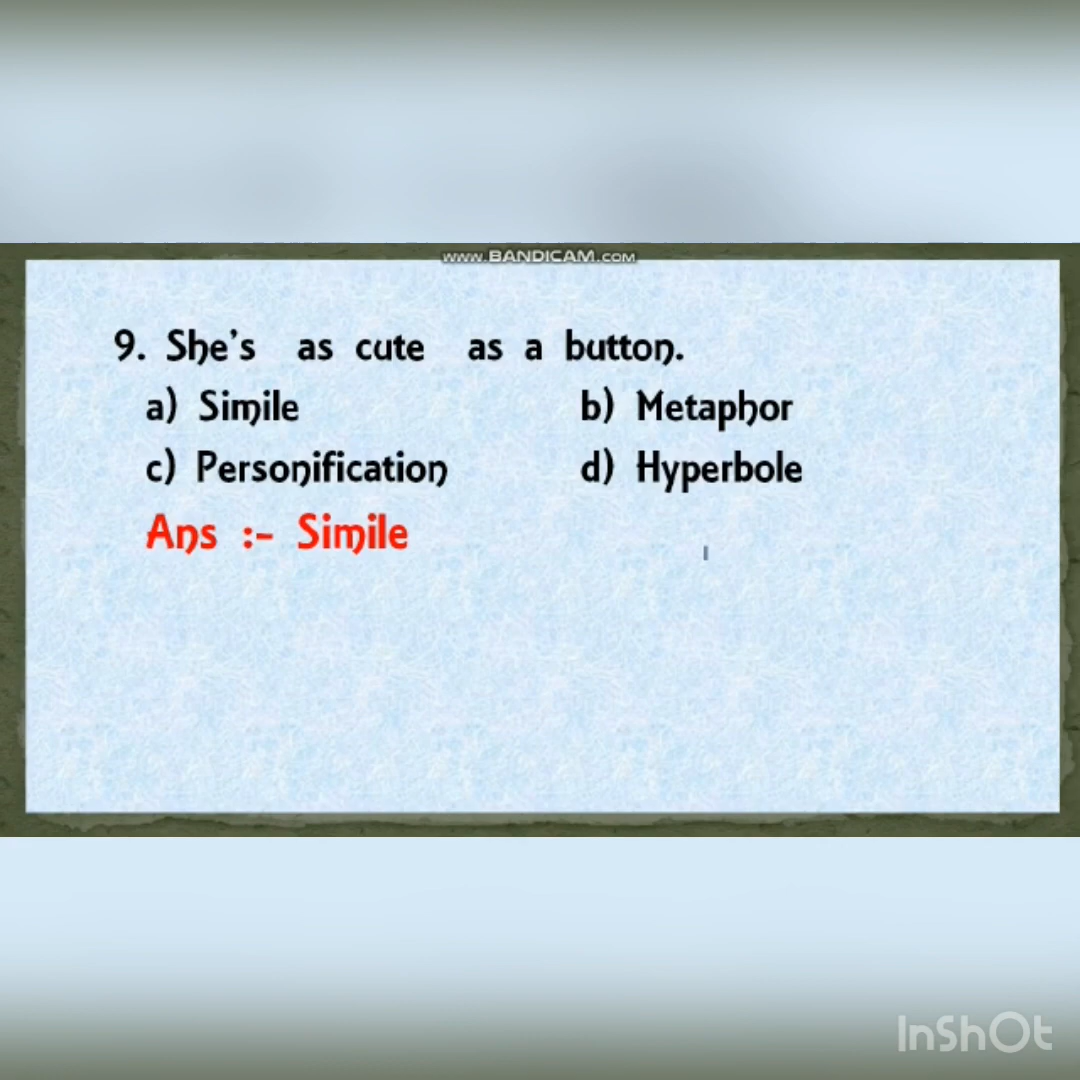 www.BANDICAM.com
9. She's as cute as a button.
a) Simile b) Metaphor
c) Personification d) Hyperbole
Ans :- Simile
InShOt